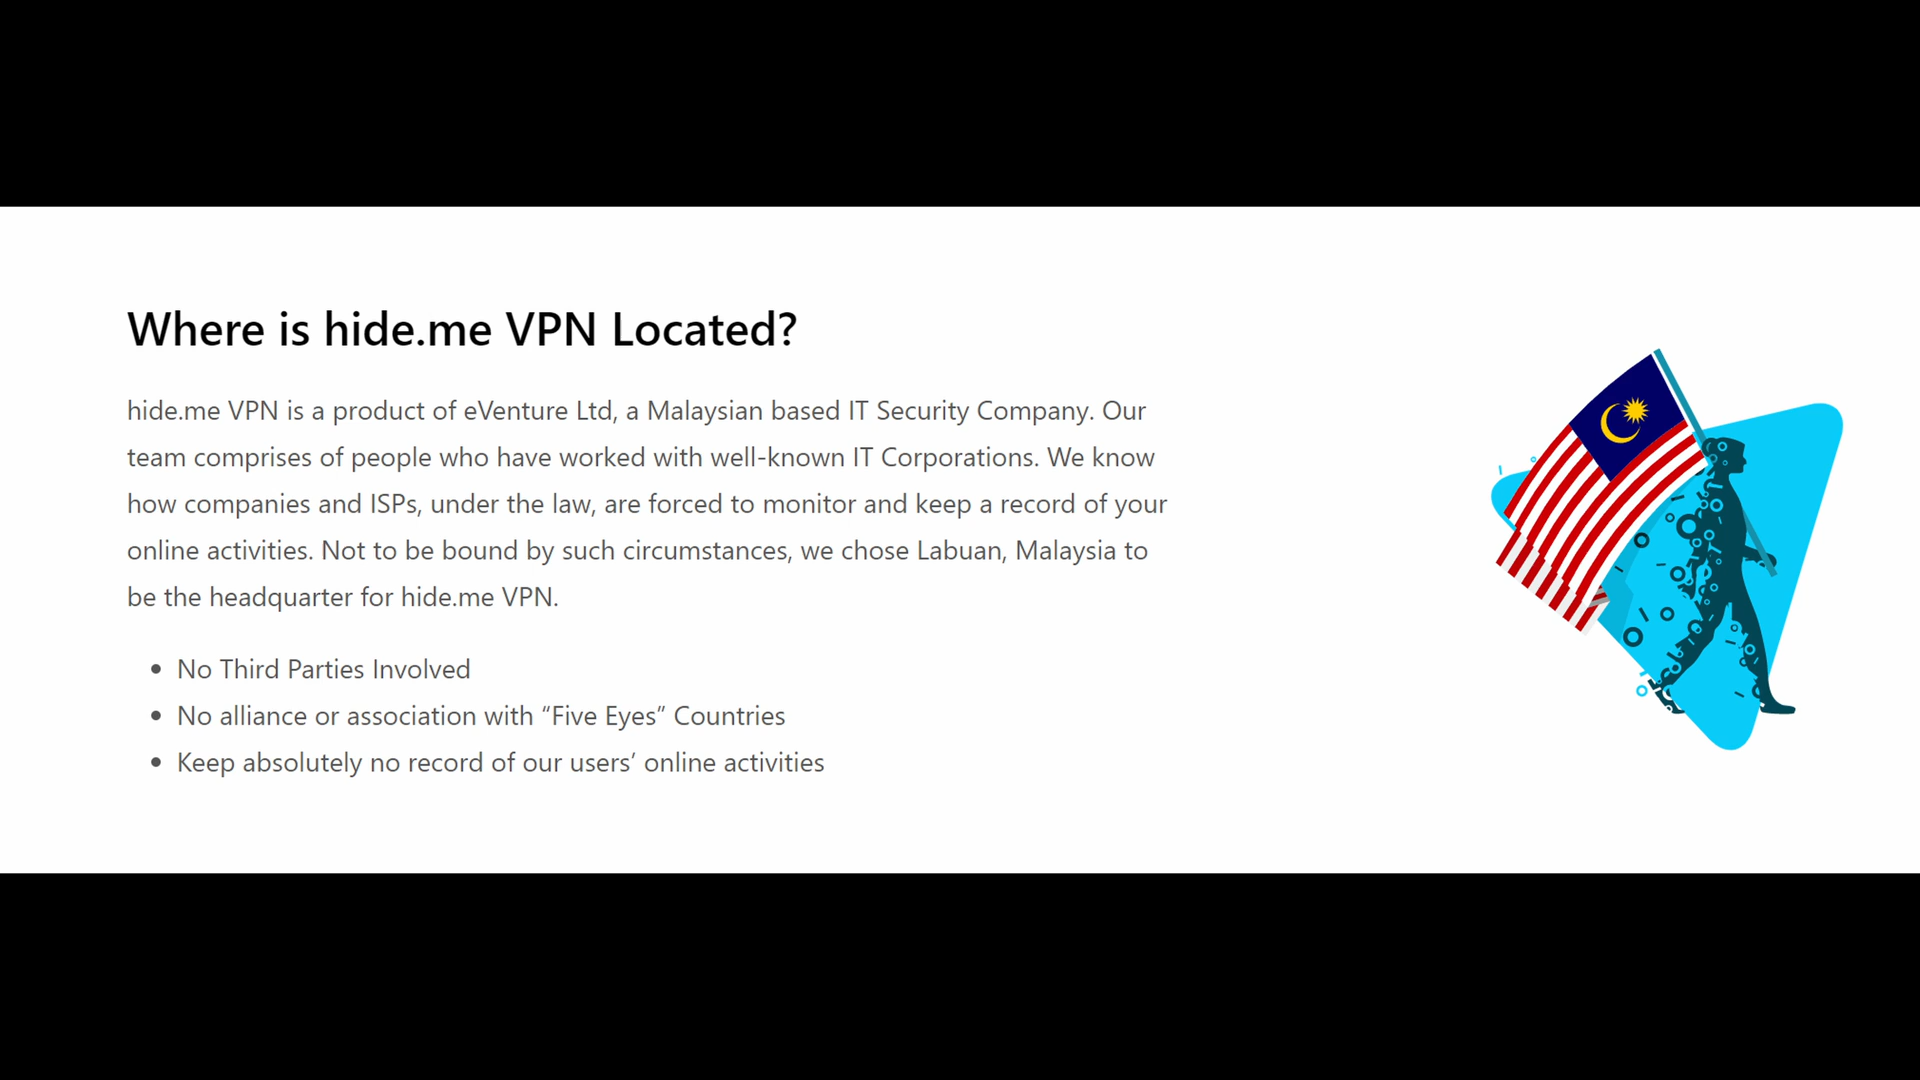 Where is hide.me VPN Located?
hide.me VPN is a product of eVenture Ltd, a Malaysian based IT Security Company. Our
team comprises of people who have worked with well-known IT Corporations. We know
how companies and ISPs, under the law, are forced to monitor and keep a record of your
online activities. Not to be bound by such circumstances, we chose Labuan, Malaysia to
be the headquarter for hide.me VPN.
• No Third Parties Involved
• No alliance or association with “Five Eyes” Countries
• Keep absolutely no record of our users’ online activities